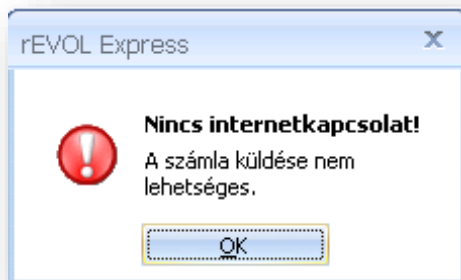 rEVOL Express
Nincs internetkapcsolat!
A számla küldése nem
lehetséges.
OK